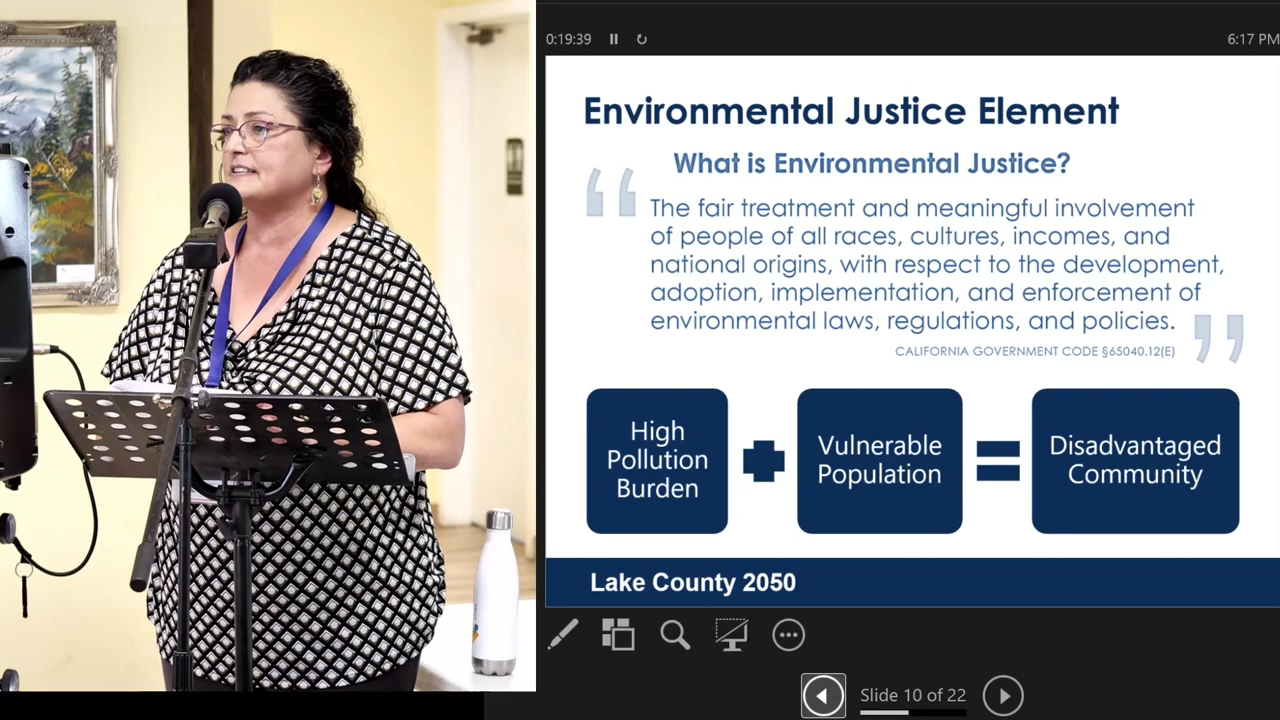 0:19:39
6:17 PM
Environmental Justice Element
What is Environmental Justice?
“
The fair treatment and meaningful involvement
of people of all races, cultures, incomes, and
national origins, with respect to the development,
adoption, implementation, and enforcement of
environmental laws, regulations, and policies.
”
CALIFORNIA GOVERNMENT CODE §65040.12(E)
High
Pollution
Burden
Vulnerable
Population
Disadvantaged
Community
Lake County 2050
Slide 10 of 22